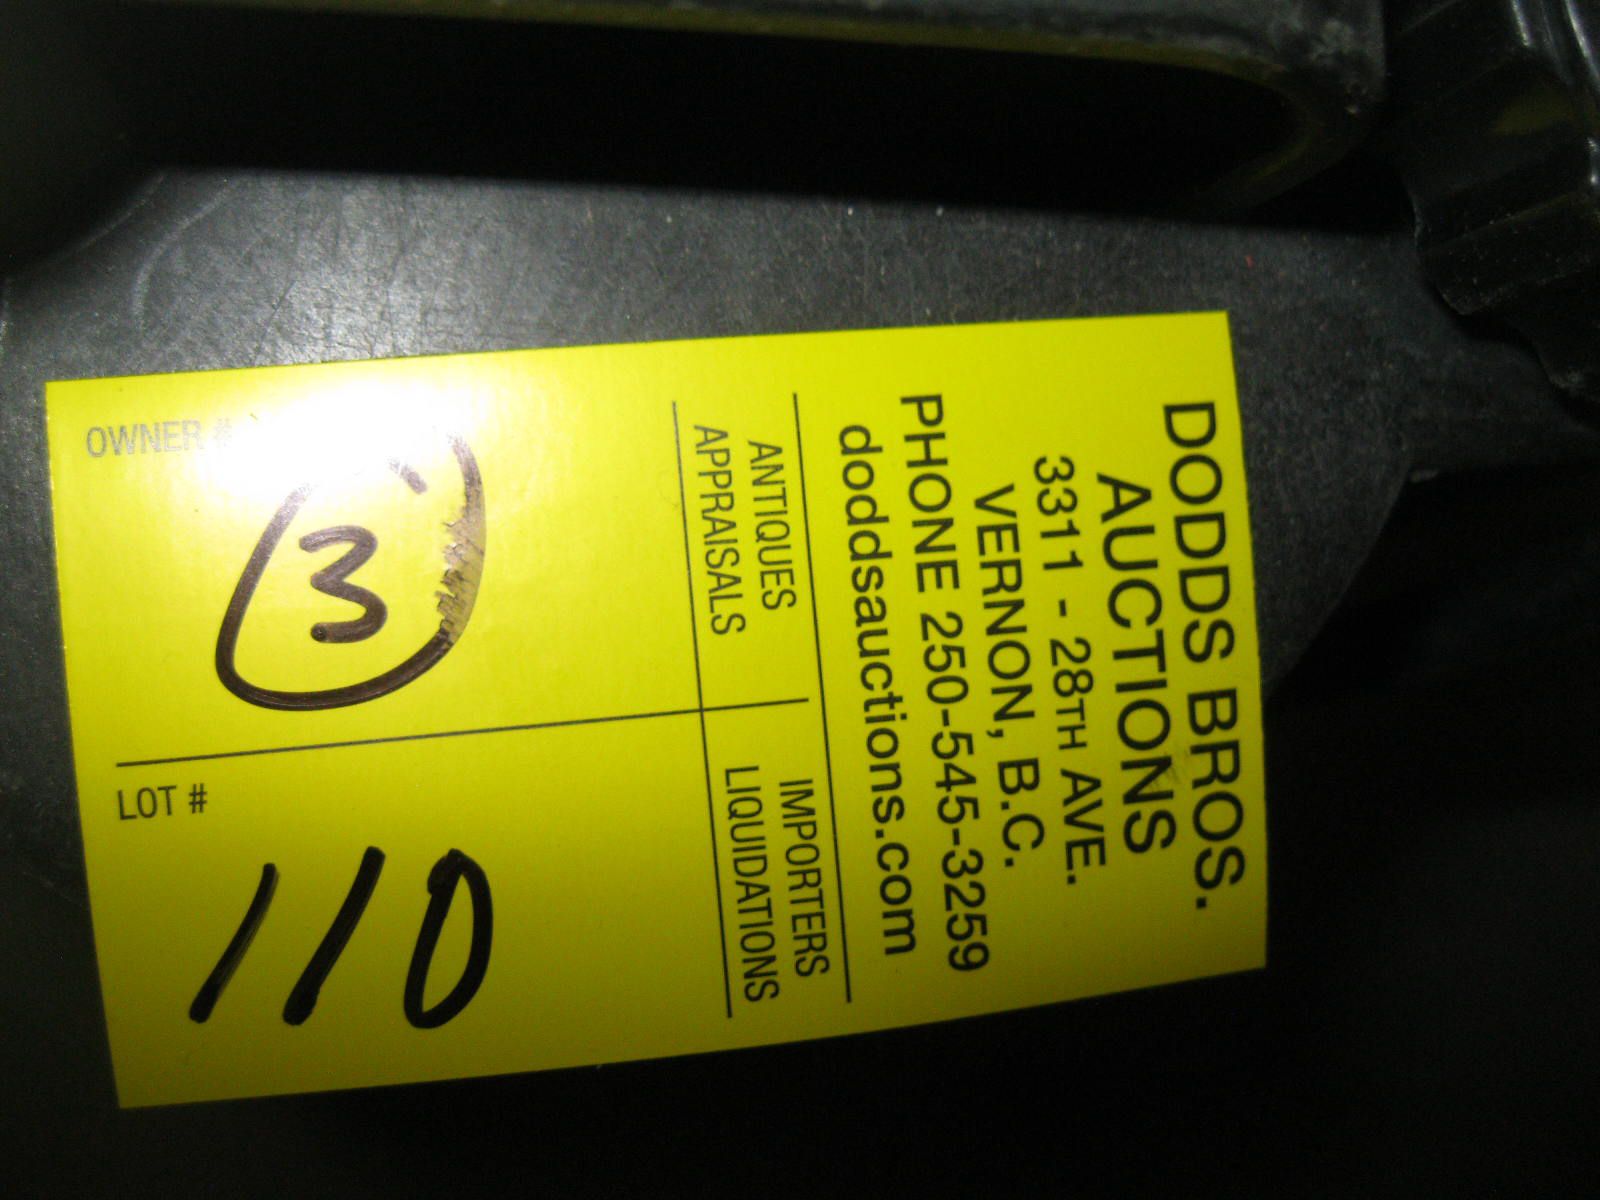 DODDS BROS.
AUCTIONS
3311 - 28TH AVE.
VERNON, B.C.
PHONE 250-545-3259
doddsauctions.com
ANTIQUES
APPRAISALS
IMPORTERS
LIQUIDATIONS
OWNER #
3
LOT #
110